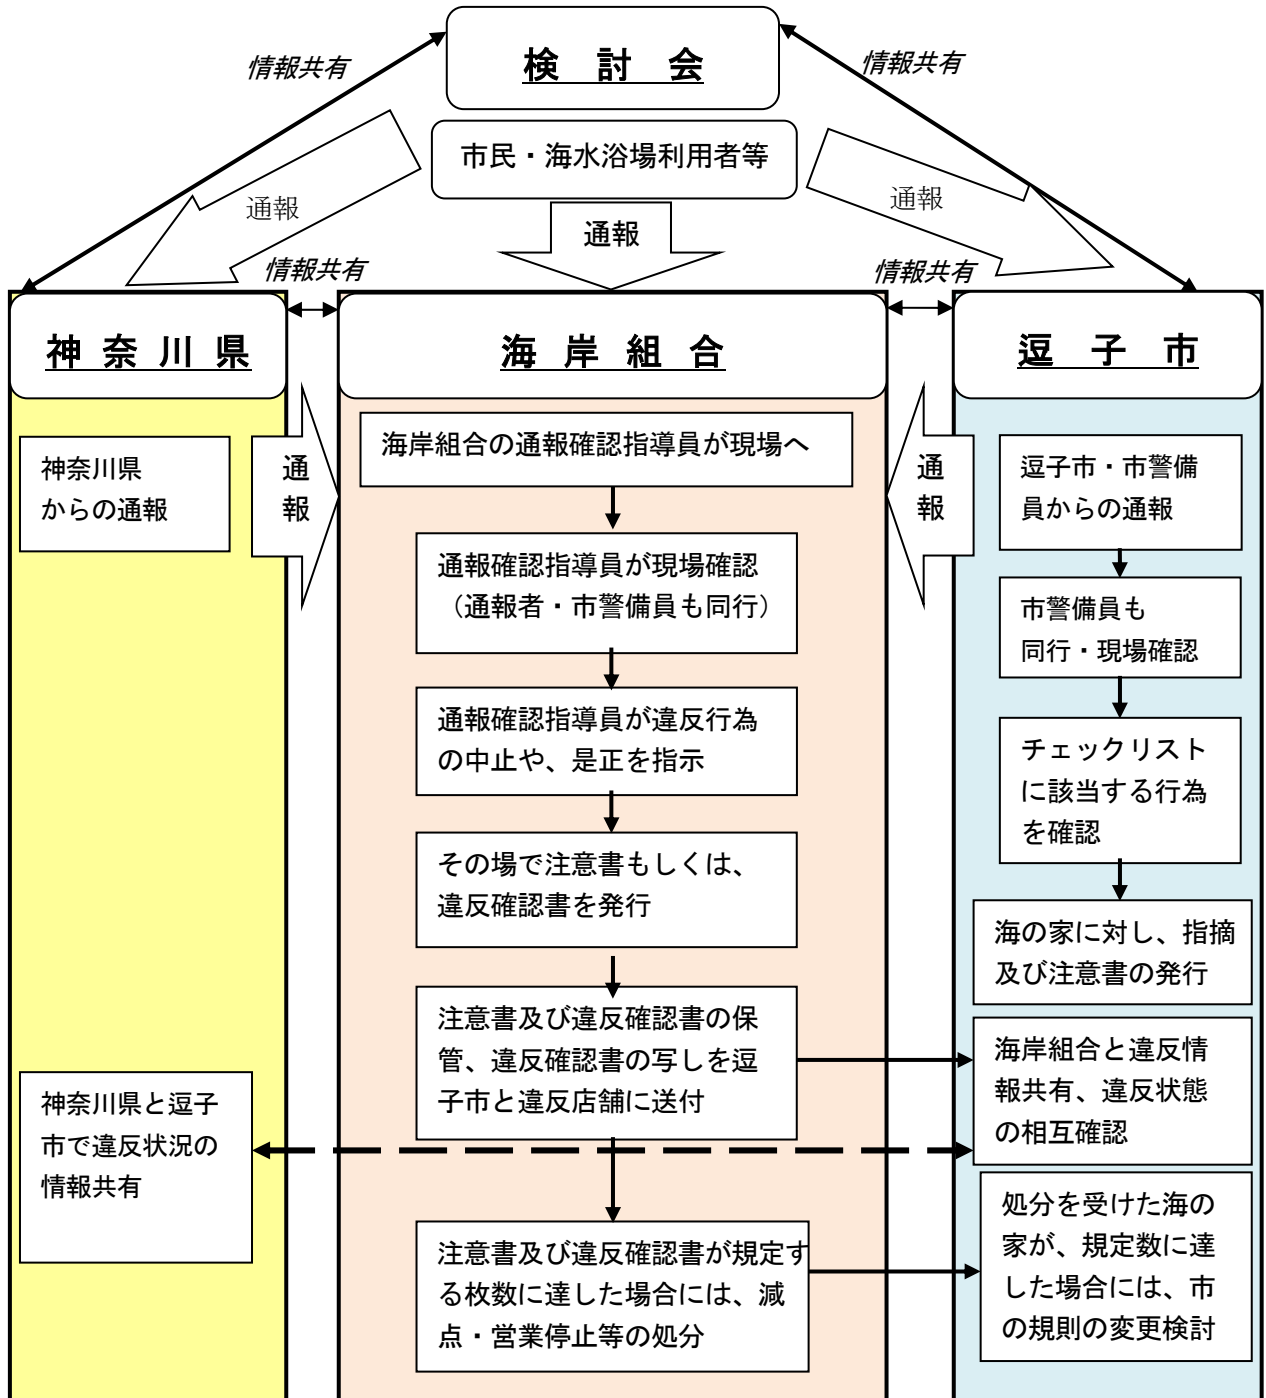 検 討 会
情報共有
情報共有
市民・海水浴場利用者等
通報
通報
通報
情報共有
情報共有
神奈川県
海岸組合
逗 子 市
神奈川県
からの通報
通
報
海岸組合の通報確認指導員が現場へ
通報確認指導員が現場確認
（通報者・市警備員も同行）
通報確認指導員が違反行為
の中止や、是正を指示
その場で注意書もしくは、
違反確認書を発行
注意書及び違反確認書の保
管、違反確認書の写しを逗
子市と違反店舗に送付
注意書及び違反確認書が規定す
る枚数に達した場合には、減
点・営業停止等の処分
通
報
逗子市・市警備
員からの通報
市警備員も
同行・現場確認
チェックリスト
に該当する行為
を確認
海の家に対し、指摘
及び注意書の発行
海岸組合と違反情
報共有、違反状態
の相互確認
処分を受けた海の
家が、規定数に達
した場合には、市
の規則の変更検討
神奈川県と逗子
市で違反状況の
情報共有